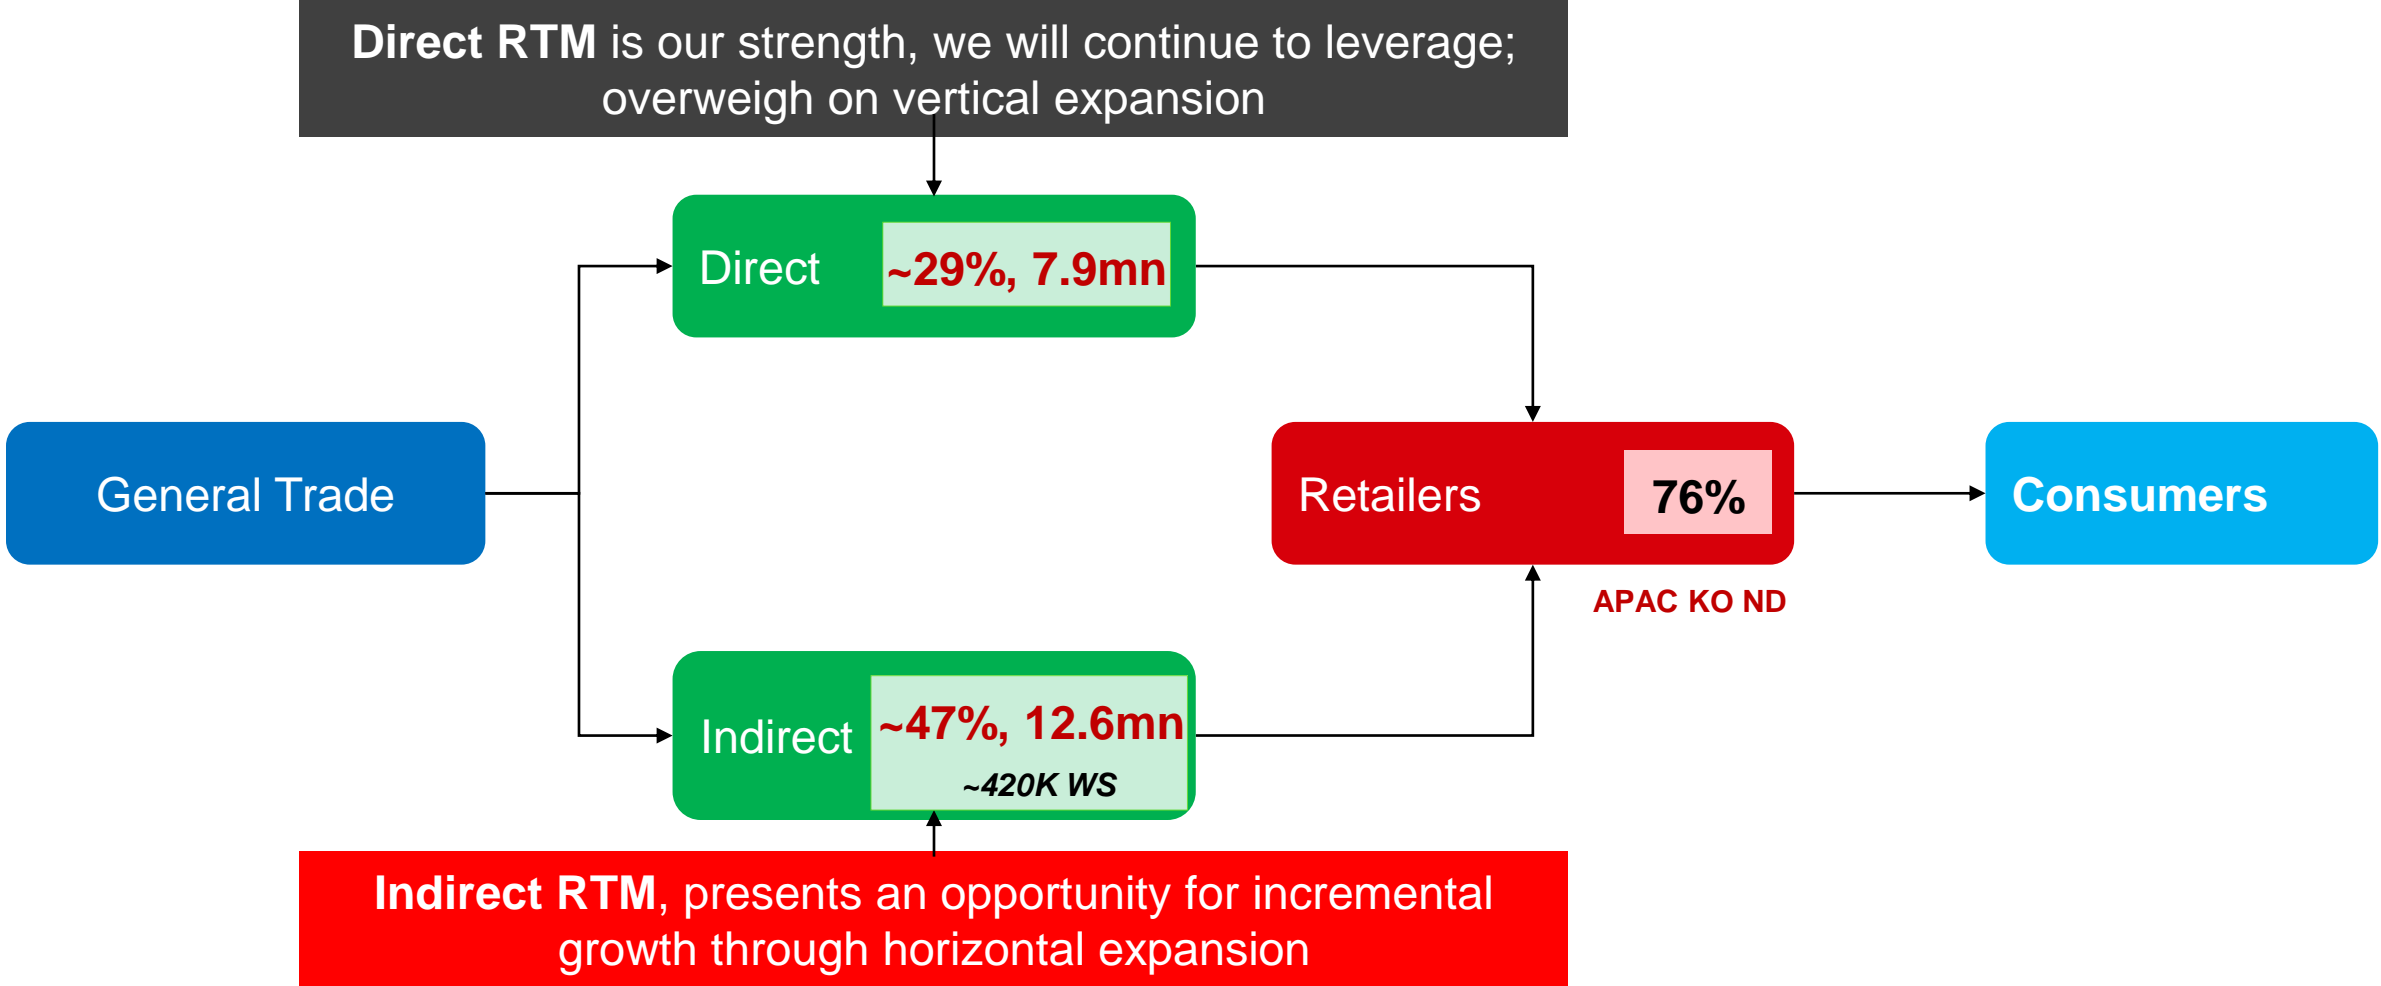 Direct RTM is our strength, we will continue to leverage;
overweigh on vertical expansion
Direct
~29%, 7.9mn
General Trade
Retailers
76%
Consumers
APAC KO ND
Indirect
~47%, 12.6mn
~420K WS
Indirect RTM, presents an opportunity for incremental
growth through horizontal expansion